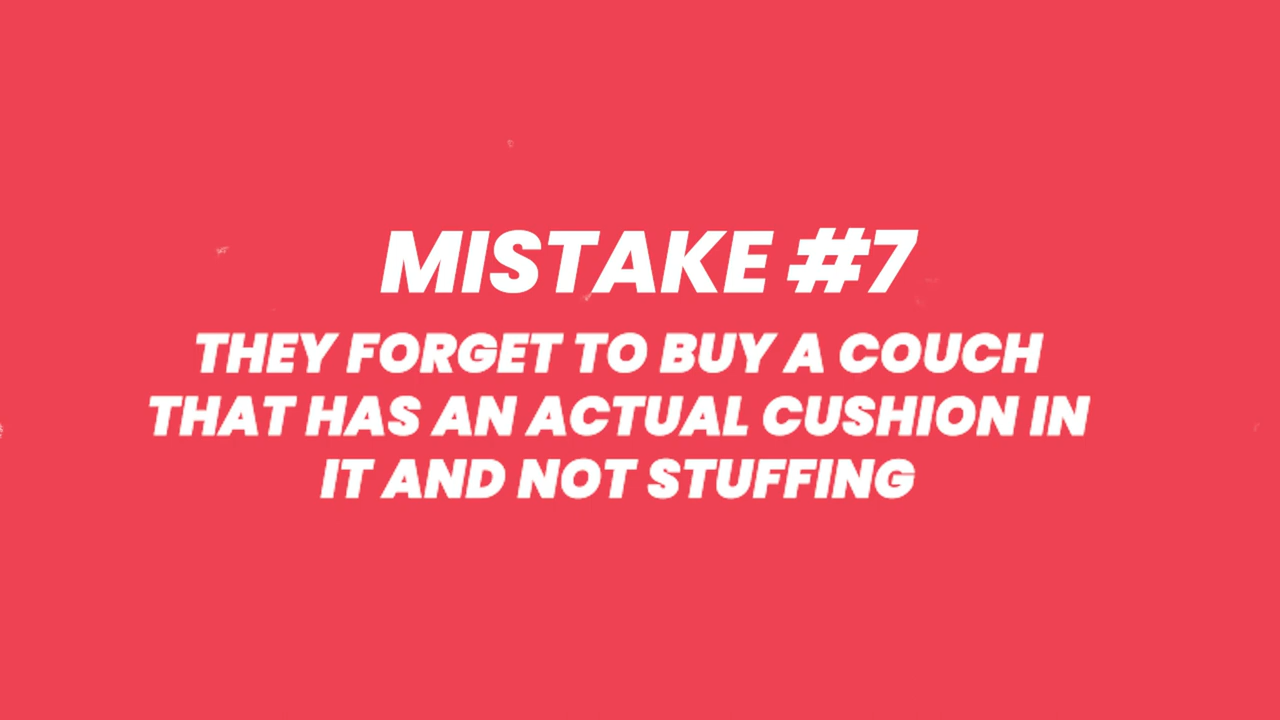 MISTAKE #7
THEY FORGET TO BUY A COUCH
THAT HAS AN ACTUAL CUSHION IN
IT AND NOT STUFFING